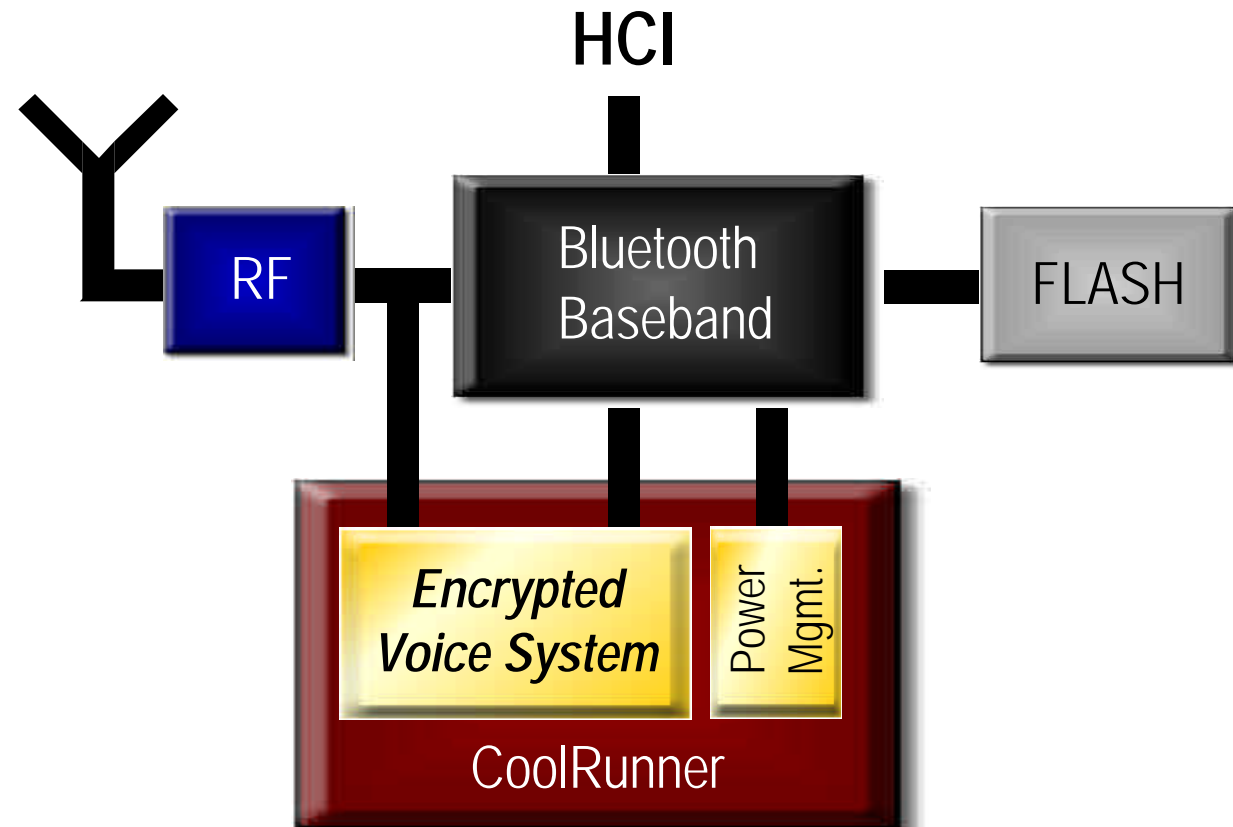 HCI
RF
Bluetooth
Baseband
FLASH
Encrypted
Voice System
Power
Mgmt.
CoolRunner